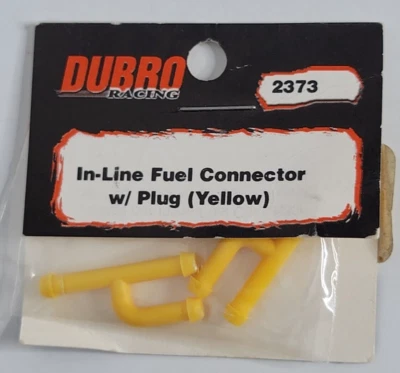 DUBRO
RACING
2373
In-Line Fuel Connector
w/ Plug (Yellow)